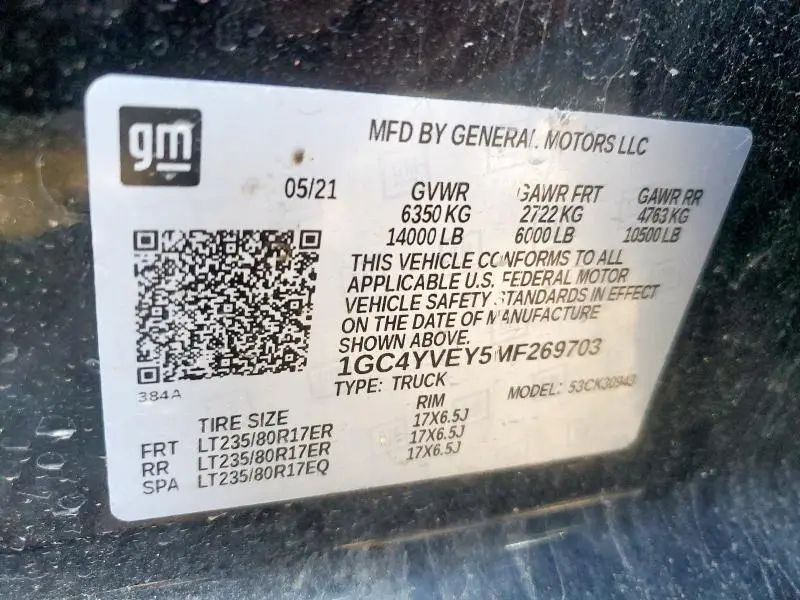 gm
MFD BY GENERAL MOTORS LLC
05/21 GVWR GAWR FRT GAWR RR
6350 KG 2722 KG 4763 KG
14000 LB 6000 LB 10500 LB
THIS VEHICLE CONFORMS TO ALL
APPLICABLE U.S. FEDERAL MOTOR
VEHICLE SAFETY STANDARDS IN EFFECT
ON THE DATE OF MANUFACTURE
SHOWN ABOVE.
1GC4YVEY5MF269703
TYPE: TRUCK MODEL: 53CK30943
384A
TIRE SIZE RIM
FRT LT235/80R17ER 17X6.5J
RR LT235/80R17ER 17X6.5J
SPA LT235/80R17EQ 17X6.5J